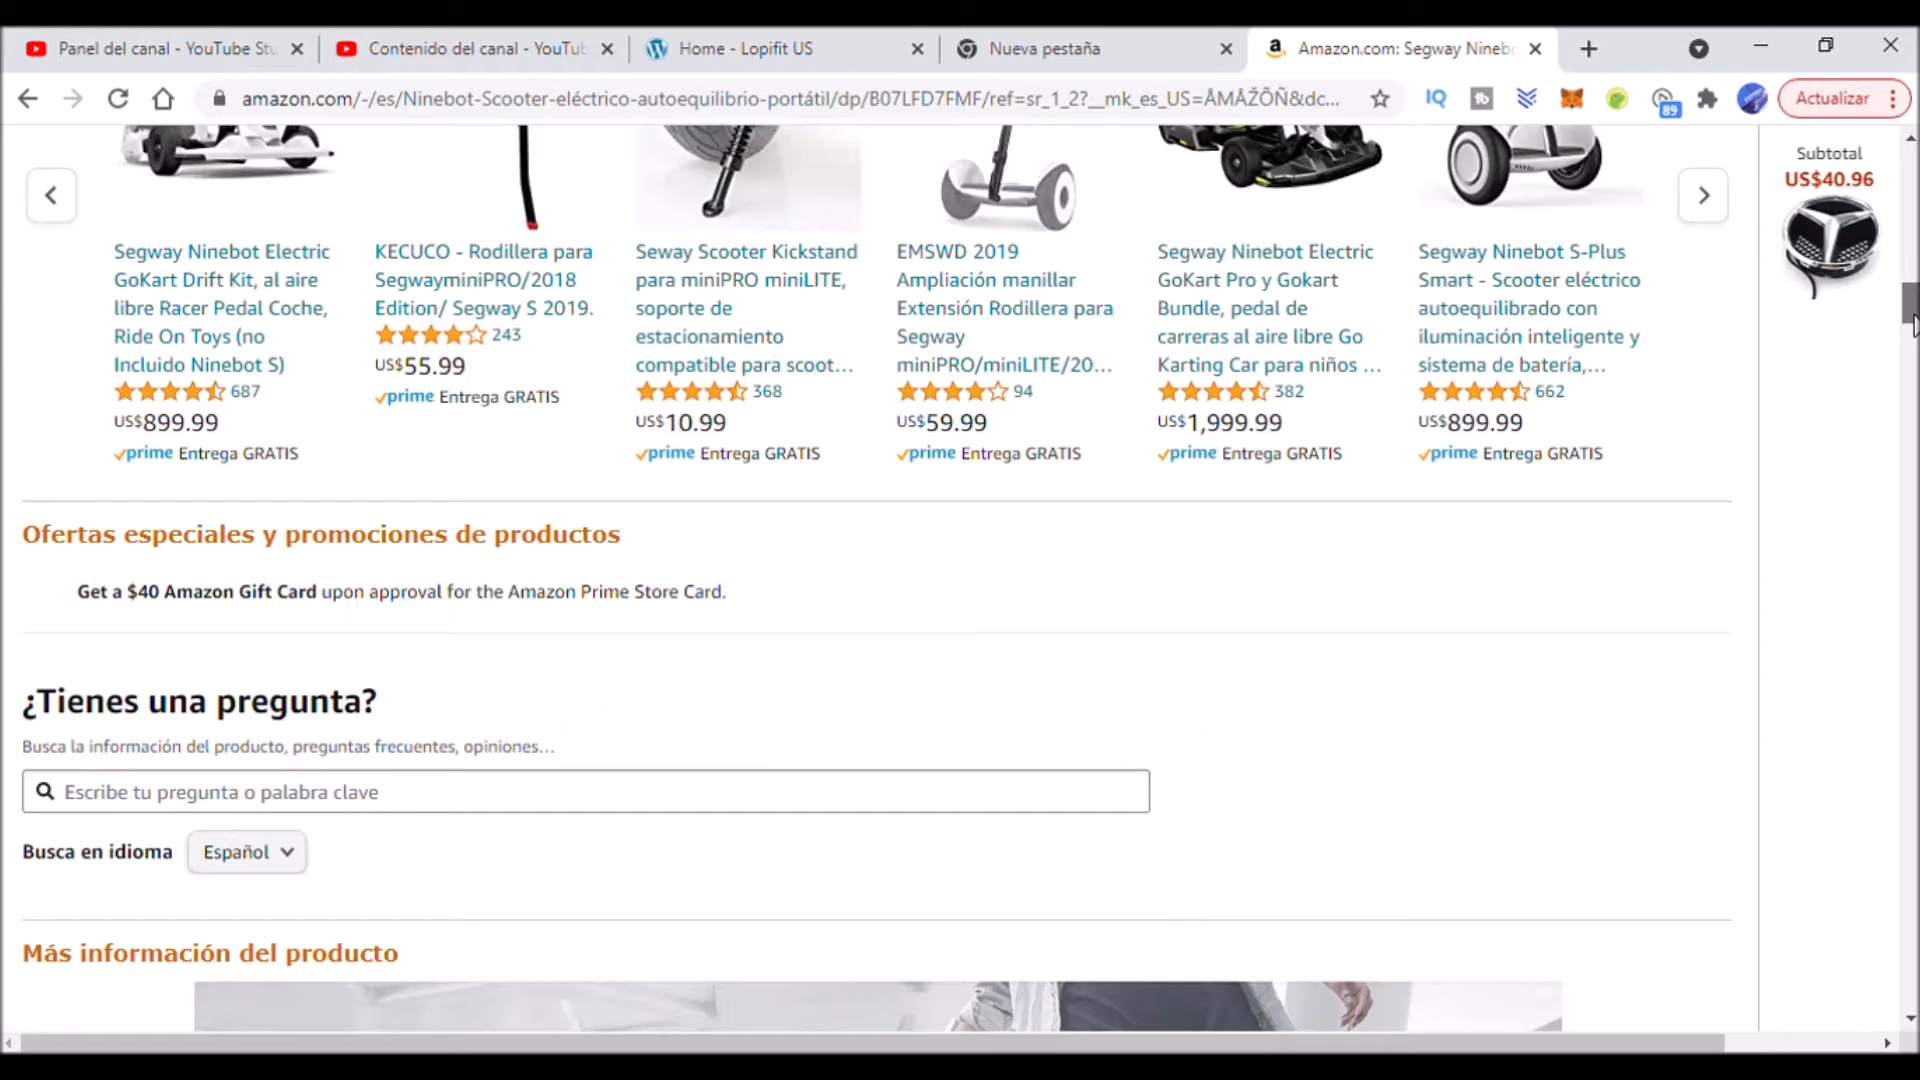 Panel del canal - YouTube Stu
Contenido del canal - YouTub
Home - Lopifit US
Nueva pestaña
Amazon.com: Segway Nineb
amazon.com/-/es/Ninebot-Scooter-eléctrico-autoequilibrio-portátil/dp/B07LFD7FMF/ref=sr_1_2?__mk_es_US=ÅMÅŽÕÑ&dc...
IQ
89
Actualizar
Subtotal
US$40.96
Segway Ninebot Electric
GoKart Drift Kit, al aire
libre Racer Pedal Coche,
Ride On Toys (no
Incluido Ninebot S)
687
US$899.99
prime Entrega GRATIS
KECUCO - Rodillera para
SegwayminiPRO/2018
Edition/ Segway S 2019.
243
US$55.99
prime Entrega GRATIS
Seway Scooter Kickstand
para miniPRO miniLITE,
soporte de
estacionamiento
compatible para scoot...
368
US$10.99
prime Entrega GRATIS
EMSWD 2019
Ampliación manillar
Extensión Rodillera para
Segway
miniPRO/miniLITE/20...
94
US$59.99
prime Entrega GRATIS
Segway Ninebot Electric
GoKart Pro y Gokart
Bundle, pedal de
carreras al aire libre Go
Karting Car para niños ...
382
US$1,999.99
prime Entrega GRATIS
Segway Ninebot S-Plus
Smart - Scooter eléctrico
autoequilibrado con
iluminación inteligente y
sistema de batería,...
662
US$899.99
prime Entrega GRATIS
Ofertas especiales y promociones de productos
Get a $40 Amazon Gift Card upon approval for the Amazon Prime Store Card.
¿Tienes una pregunta?
Busca la información del producto, preguntas frecuentes, opiniones...
Escribe tu pregunta o palabra clave
Busca en idioma
Español
Más información del producto